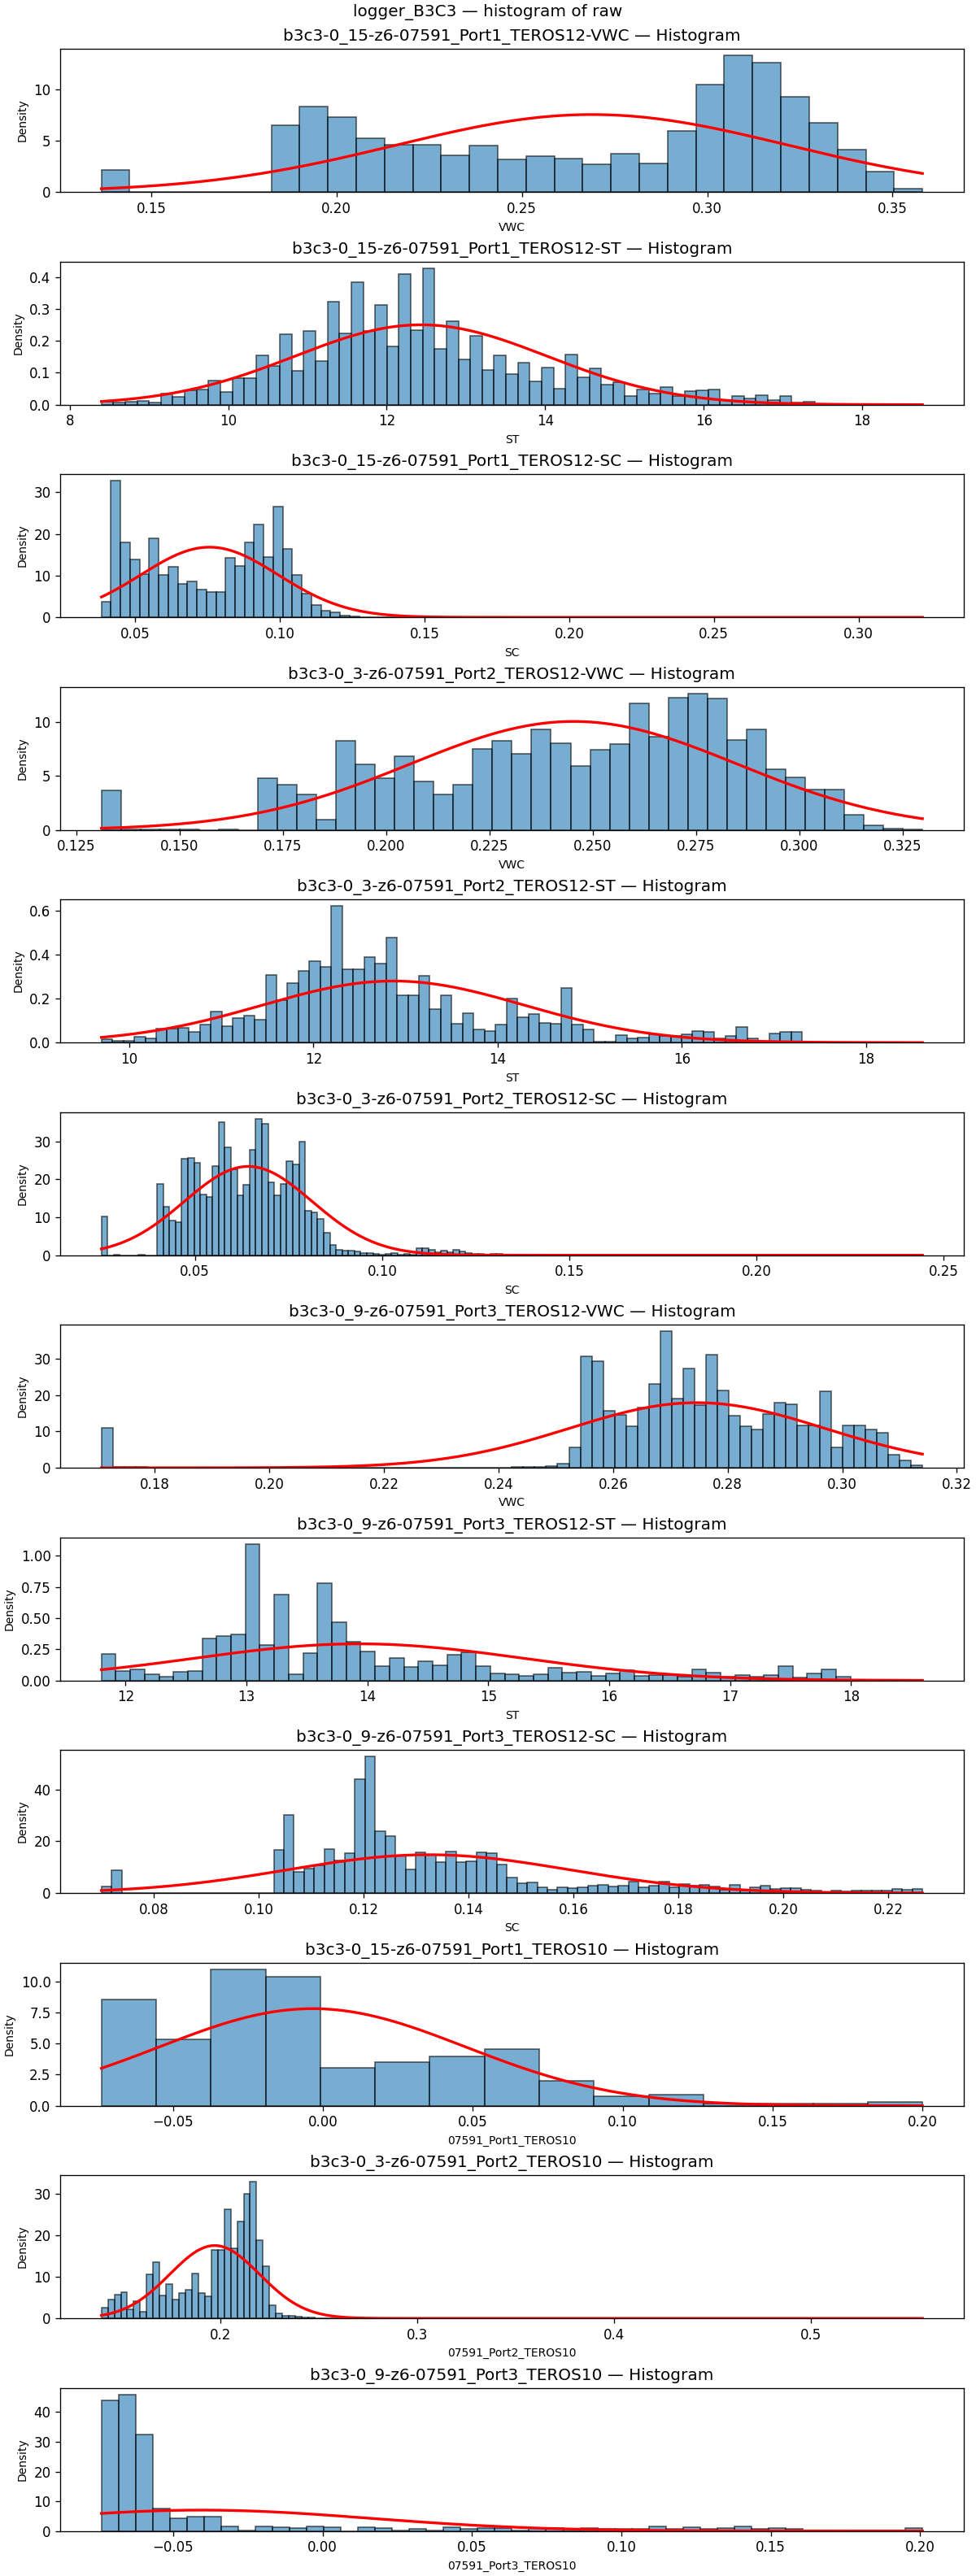 logger_B3C3 — histogram of raw
b3c3-0_15-z6-07591_Port1_TEROS12-VWC — Histogram
Density
10
5
0
0.15 0.20 0.25 0.30 0.35
VWC
b3c3-0_15-z6-07591_Port1_TEROS12-ST — Histogram
Density
0.4
0.3
0.2
0.1
0.0
8 10 12 14 16 18
ST
b3c3-0_15-z6-07591_Port1_TEROS12-SC — Histogram
Density
30
20
10
0
0.05 0.10 0.15 0.20 0.25 0.30
SC
b3c3-0_3-z6-07591_Port2_TEROS12-VWC — Histogram
Density
10
5
0
0.125 0.150 0.175 0.200 0.225 0.250 0.275 0.300 0.325
VWC
b3c3-0_3-z6-07591_Port2_TEROS12-ST — Histogram
Density
0.6
0.4
0.2
0.0
10 12 14 16 18
ST
b3c3-0_3-z6-07591_Port2_TEROS12-SC — Histogram
Density
30
20
10
0
0.05 0.10 0.15 0.20 0.25
SC
b3c3-0_9-z6-07591_Port3_TEROS12-VWC — Histogram
Density
30
20
10
0
0.18 0.20 0.22 0.24 0.26 0.28 0.30 0.32
VWC
b3c3-0_9-z6-07591_Port3_TEROS12-ST — Histogram
Density
1.00
0.75
0.50
0.25
0.00
12 13 14 15 16 17 18
ST
b3c3-0_9-z6-07591_Port3_TEROS12-SC — Histogram
Density
40
20
0
0.08 0.10 0.12 0.14 0.16 0.18 0.20 0.22
SC
b3c3-0_15-z6-07591_Port1_TEROS10 — Histogram
Density
10.0
7.5
5.0
2.5
0.0
−0.05 0.00 0.05 0.10 0.15 0.20
07591_Port1_TEROS10
b3c3-0_3-z6-07591_Port2_TEROS10 — Histogram
Density
30
20
10
0
0.2 0.3 0.4 0.5
07591_Port2_TEROS10
b3c3-0_9-z6-07591_Port3_TEROS10 — Histogram
Density
40
30
20
10
0
−0.05 0.00 0.05 0.10 0.15 0.20
07591_Port3_TEROS10